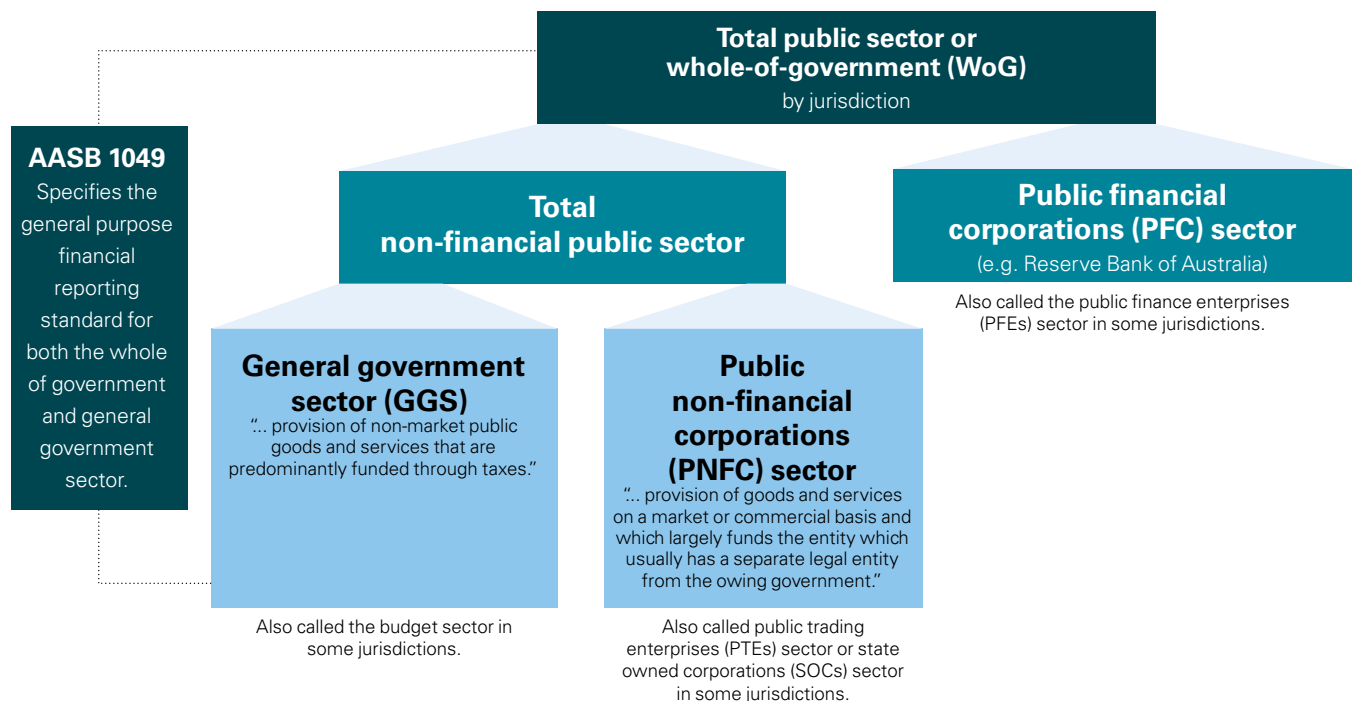 Total public sector or
whole-of-government (WoG)
by jurisdiction
AASB 1049
Specifies the
general purpose
financial
reporting
standard for
both the whole
of government
and general
government
sector.
Total
non-financial public sector
Public financial
corporations (PFC) sector
(e.g. Reserve Bank of Australia)
Also called the public finance enterprises
(PFEs) sector in some jurisdictions.
General government
sector (GGS)
“... provision of non-market public
goods and services that are
predominantly funded through taxes.”
Also called the budget sector in
some jurisdictions.
Public
non-financial
corporations
(PNFC) sector
“... provision of goods and services
on a market or commercial basis and
which largely funds the entity which
usually has a separate legal entity
from the owing government.”
Also called public trading
enterprises (PTEs) sector or state
owned corporations (SOCs) sector
in some jurisdictions.